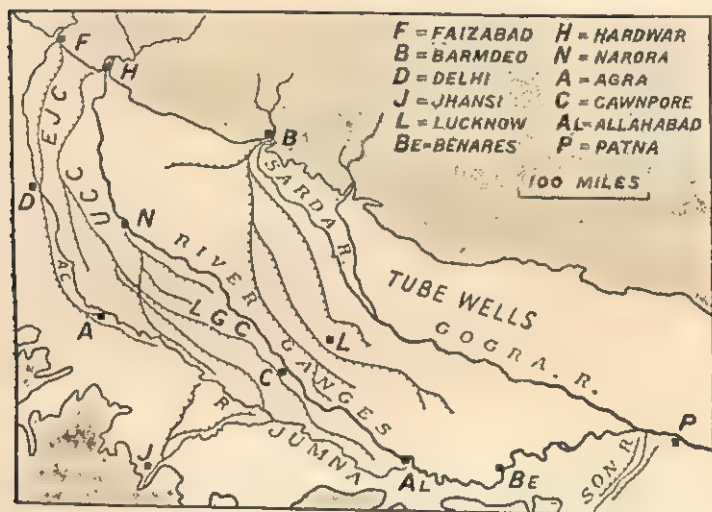 F = FAIZABAD
B = BARMDEO
D = DELHI
J = JHANSI
L = LUCKNOW
BE=BENARES
H = HARDWAR
N = NARORA
A = AGRA
C = CAWNPORE
AL=ALLAHABAD
P = PATNA
100 MILES
F
H
EJC
B
SARDA R.
D
UCC
N
RIVER GANGES
TUBE WELLS
AC
A
LGC
L
GOGRA. R.
C
R JUMNA
J
AL
BE
P
SON R